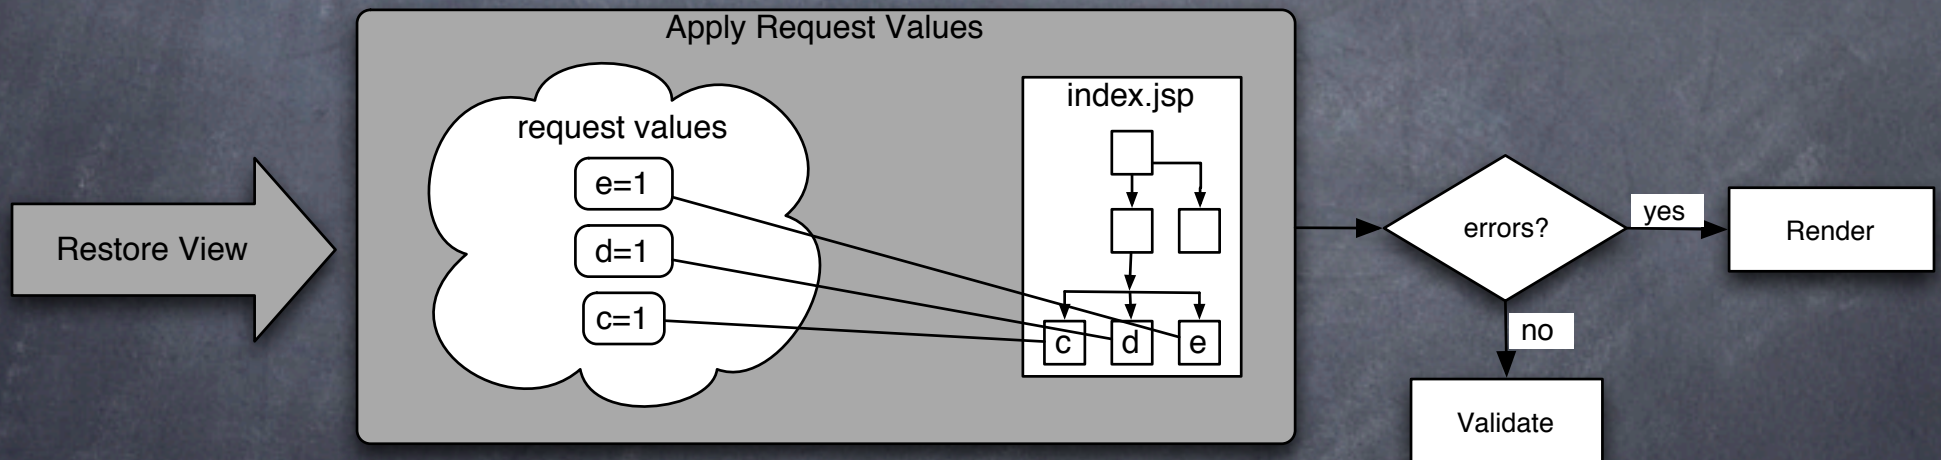 Apply Request Values
Restore View
request values
e=1
d=1
c=1
index.jsp
c
d
e
errors?
yes
Render
no
Validate